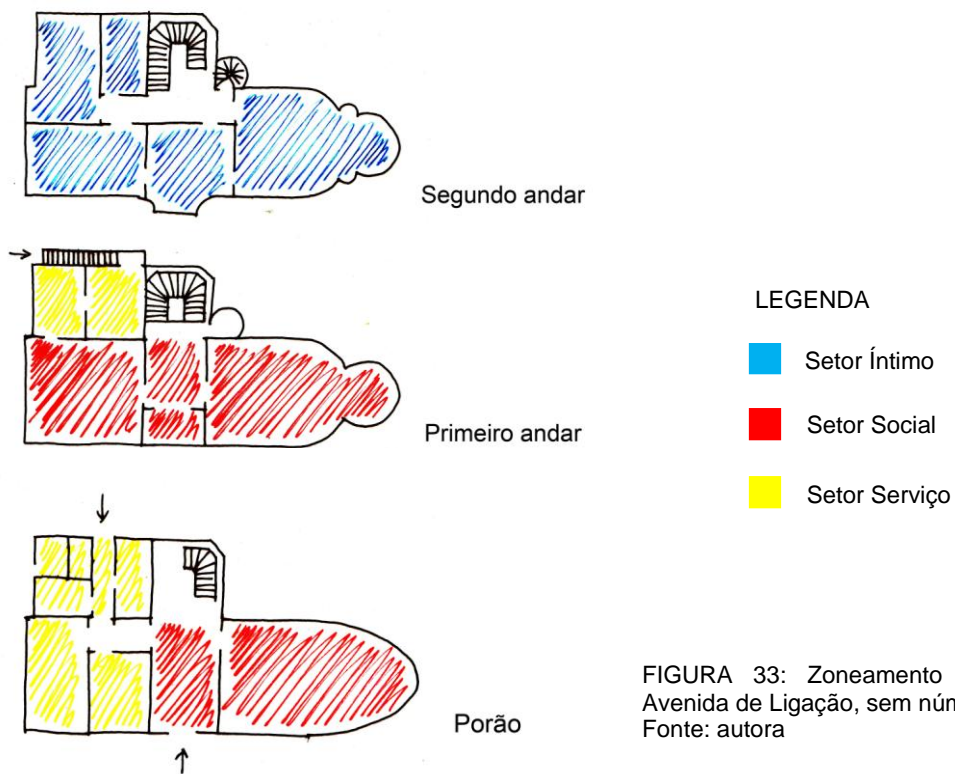 Segundo andar
Primeiro andar
Porão
LEGENDA
Setor Íntimo
Setor Social
Setor Serviço
FIGURA 33: Zoneamento
Avenida de Ligação, sem
Fonte: autora